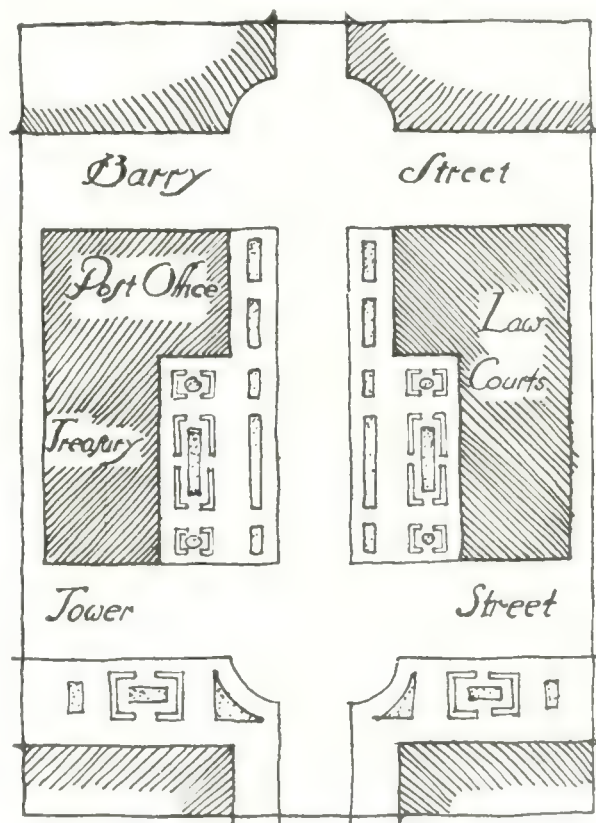 Barry Street
Post Office
Law
Courts
Treasury
Tower Street